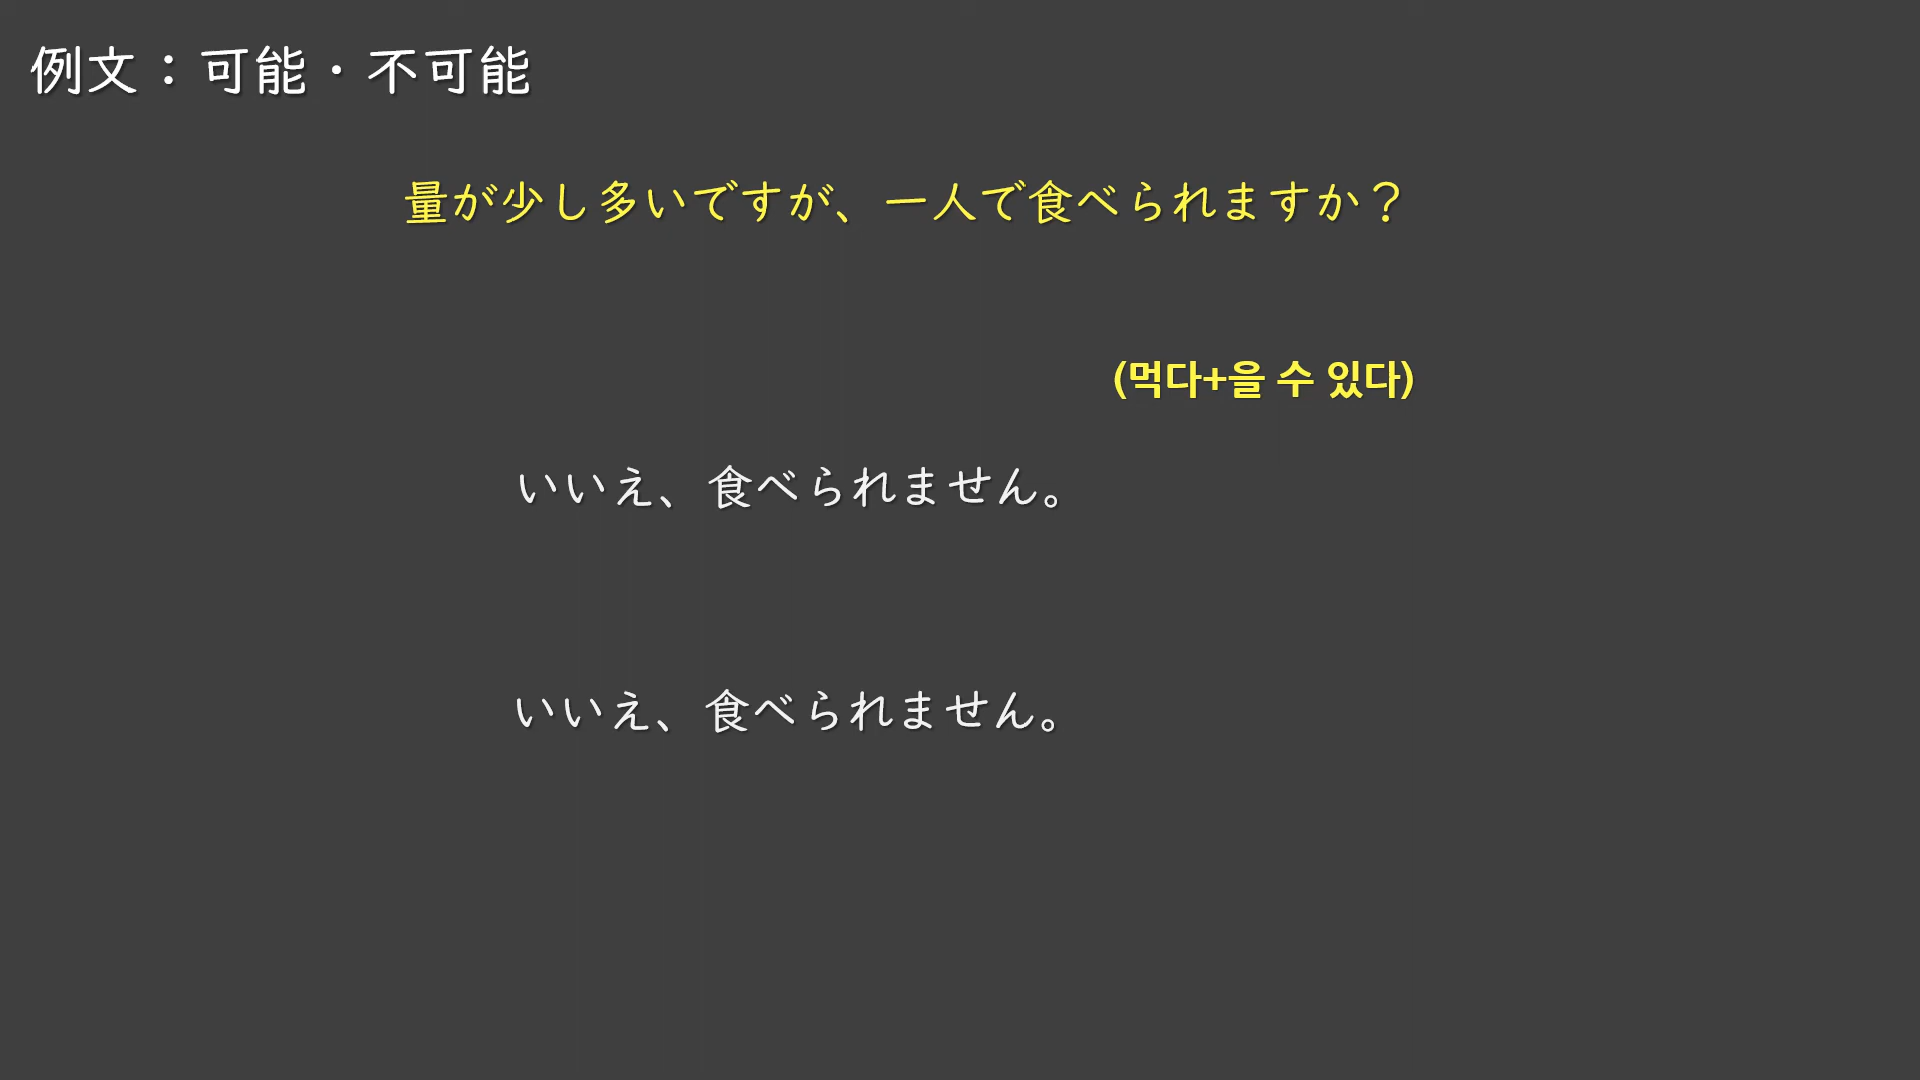 例文：可能・不可能
量が少し多いですが、一人で食べられますか？
(먹다+을 수 있다)
いいえ、食べられません。
いいえ、食べられません。